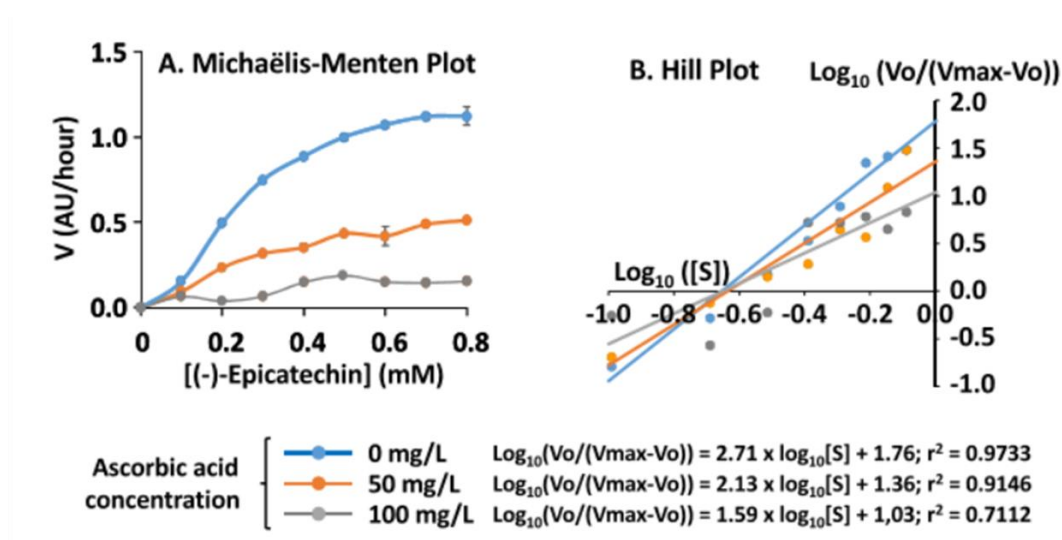 A. Michaëlis-Menten Plot
V (AU/hour)
1.5
1.0
0.5
0.0
0 0.2 0.4 0.6 0.8
[(-)-Epicatechin] (mM)
B. Hill Plot
Log10 (Vo/(Vmax-Vo))
2.0
1.5
1.0
0.5
0.0
-0.5
-1.0
Log10 ([S])
-1.0 -0.8 -0.6 -0.4 -0.2 0.0
Ascorbic acid
concentration
0 mg/L Log10(Vo/(Vmax-Vo)) = 2.71 x log10[S] + 1.76; r² = 0.9733
50 mg/L Log10(Vo/(Vmax-Vo)) = 2.13 x log10[S] + 1.36; r² = 0.9146
100 mg/L Log10(Vo/(Vmax-Vo)) = 1.59 x log10[S] + 1,03; r² = 0.7112